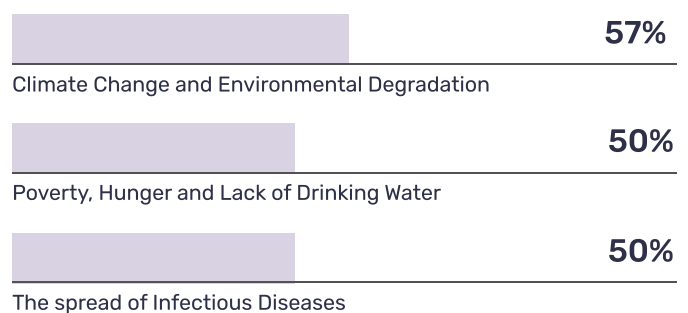 57%
Climate Change and Environmental Degradation
50%
Poverty, Hunger and Lack of Drinking Water
50%
The spread of Infectious Diseases